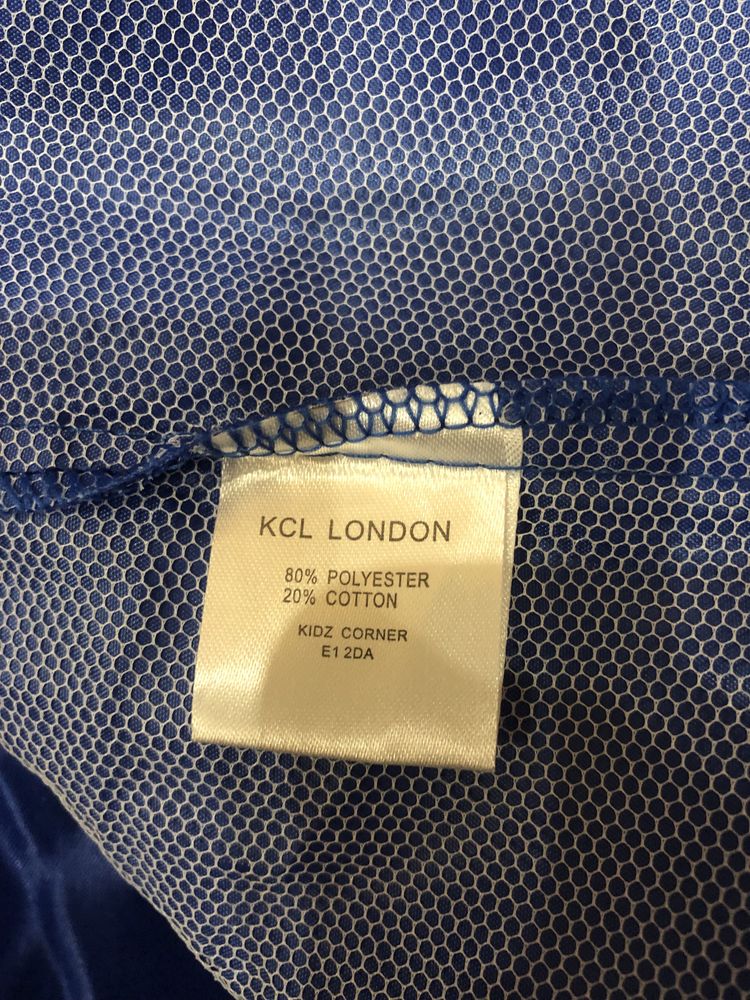 KCL LONDON
80% POLYESTER
20% COTTON
KIDZ CORNER
E1 2DA